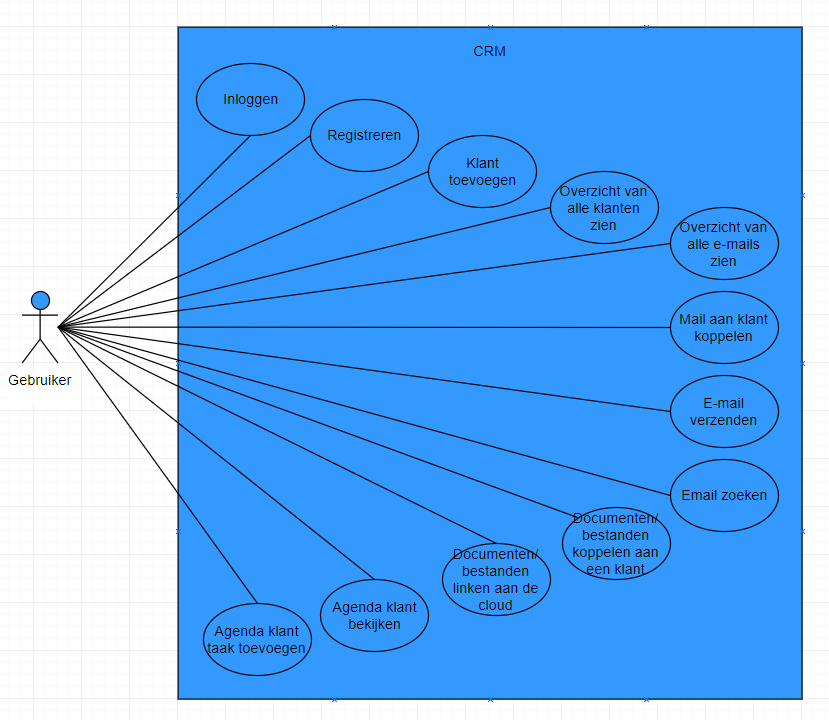 CRM
Inloggen
Registreren
Klant
toevoegen
Overzicht van
alle klanten
zien
Overzicht van
alle e-mails
zien
Mail aan klant
koppelen
E-mail
verzenden
Email zoeken
Documenten/
bestanden
koppelen aan
een klant
Documenten/
bestanden
linken aan de
cloud
Agenda klant
bekijken
Agenda klant
taak toevoegen
Gebruiker